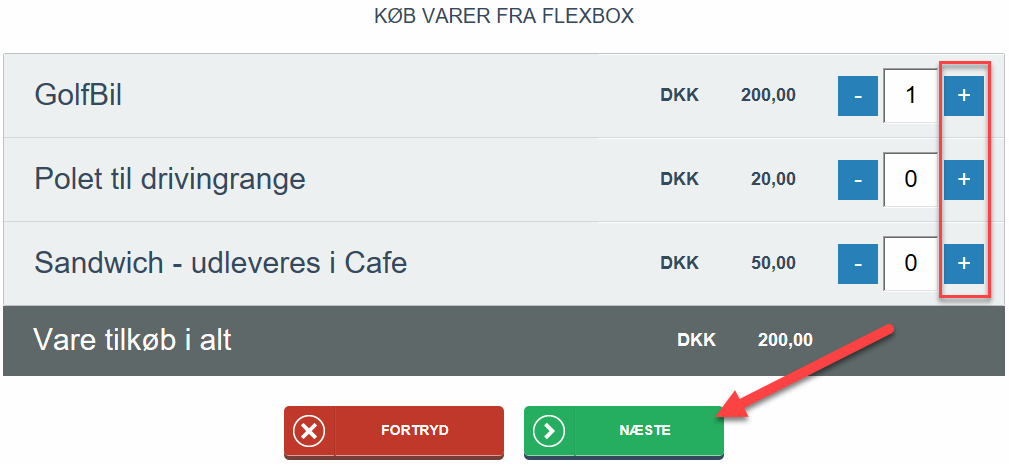 KØB VARER FRA FLEXBOX
GolfBil DKK 200,00 - 1 +
Polet til drivingrange DKK 20,00 - 0 +
Sandwich - udleveres i Cafe DKK 50,00 - 0 +
Vare tilkøb i alt DKK 200,00
FORTRYD NÆSTE